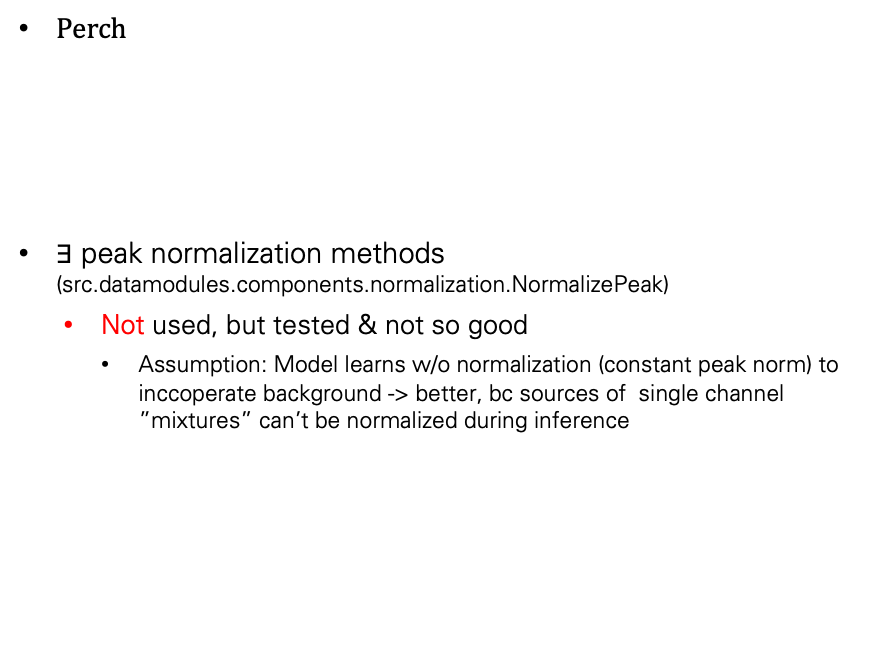 • Perch
• ∃ peak normalization methods
(src.datamodules.components.normalization.NormalizePeak)
• Not used, but tested & not so good
• Assumption: Model learns w/o normalization (constant peak norm) to
inccoperate background -> better, bc sources of single channel
”mixtures” can’t be normalized during inference